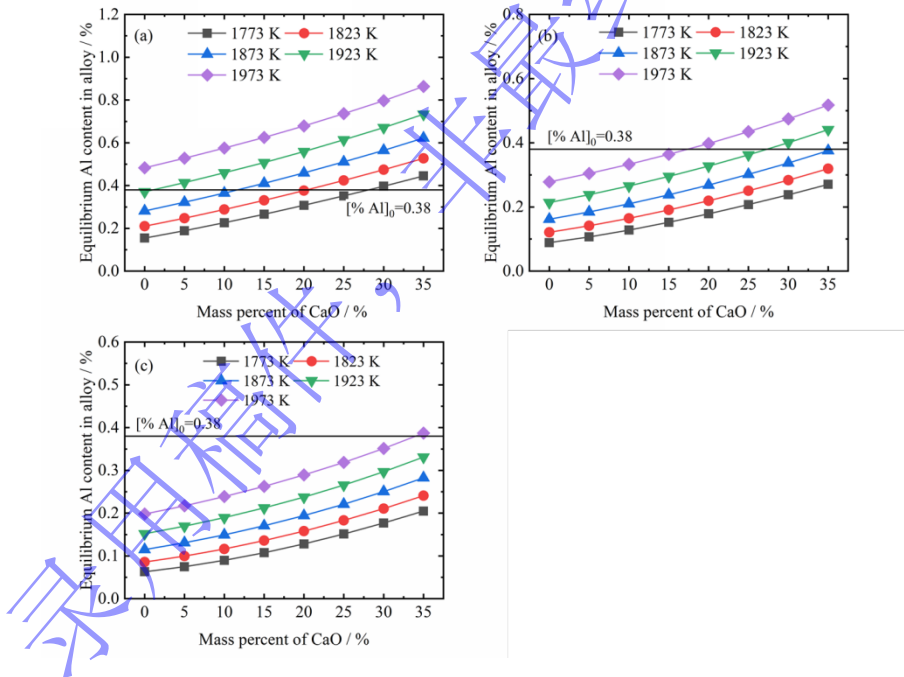 (a)
1773 K 1823 K
1873 K 1923 K
1973 K
[% Al]0=0.38
1.2
1.0
0.8
0.6
0.4
0.2
0.0
0 5 10 15 20 25 30 35
Equilibrium Al content in alloy / %
Mass percent of CaO / %
(b)
1773 K 1823 K
1873 K 1923 K
1973 K
[% Al]0=0.38
0.8
0.6
0.4
0.2
0.0
0 5 10 15 20 25 30 35
Equilibrium Al content in alloy / %
Mass percent of CaO / %
(c)
1773 K 1823 K
1873 K 1923 K
1973 K
[% Al]0=0.38
0.6
0.5
0.4
0.3
0.2
0.1
0.0
0 5 10 15 20 25 30 35
Equilibrium Al content in alloy / %
Mass percent of CaO / %
录用稿件，非最